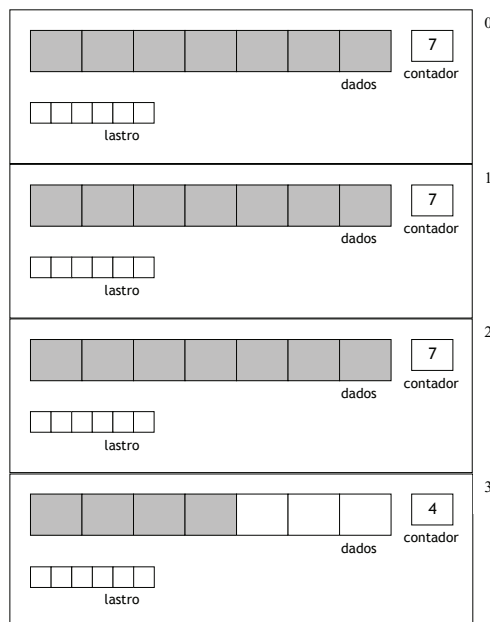 0
7
dados
contador
lastro
1
7
dados
contador
lastro
2
7
dados
contador
lastro
3
4
dados
contador
lastro